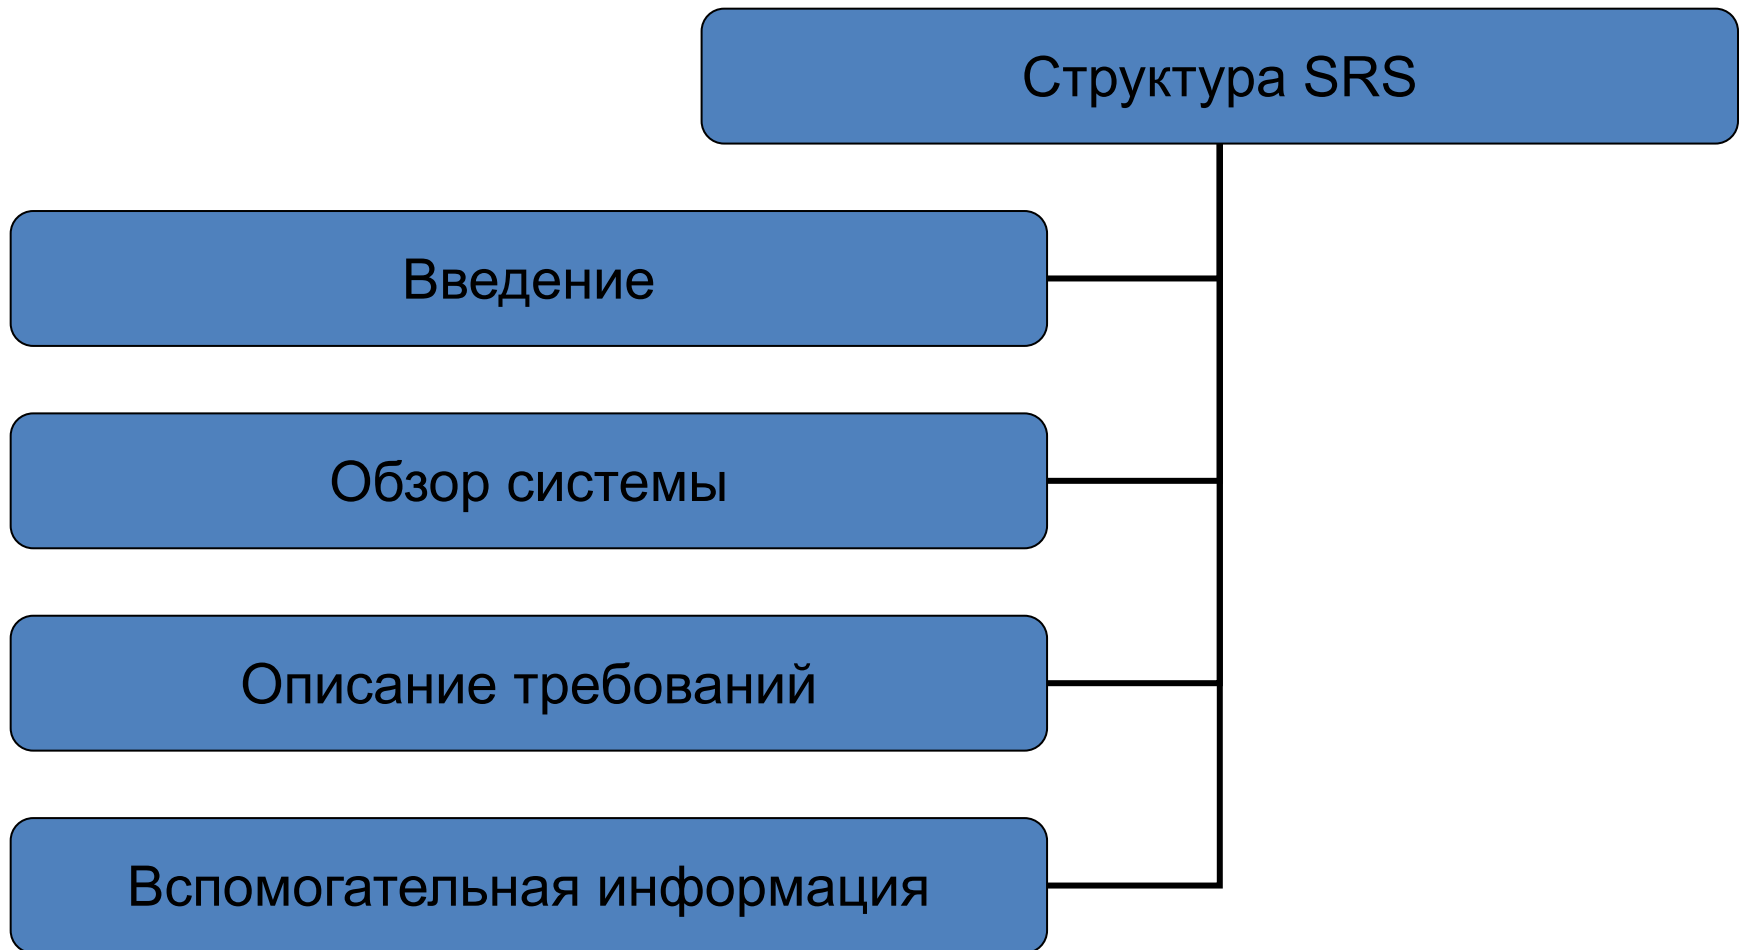 Структура SRS
Введение
Обзор системы
Описание требований
Вспомогательная информация